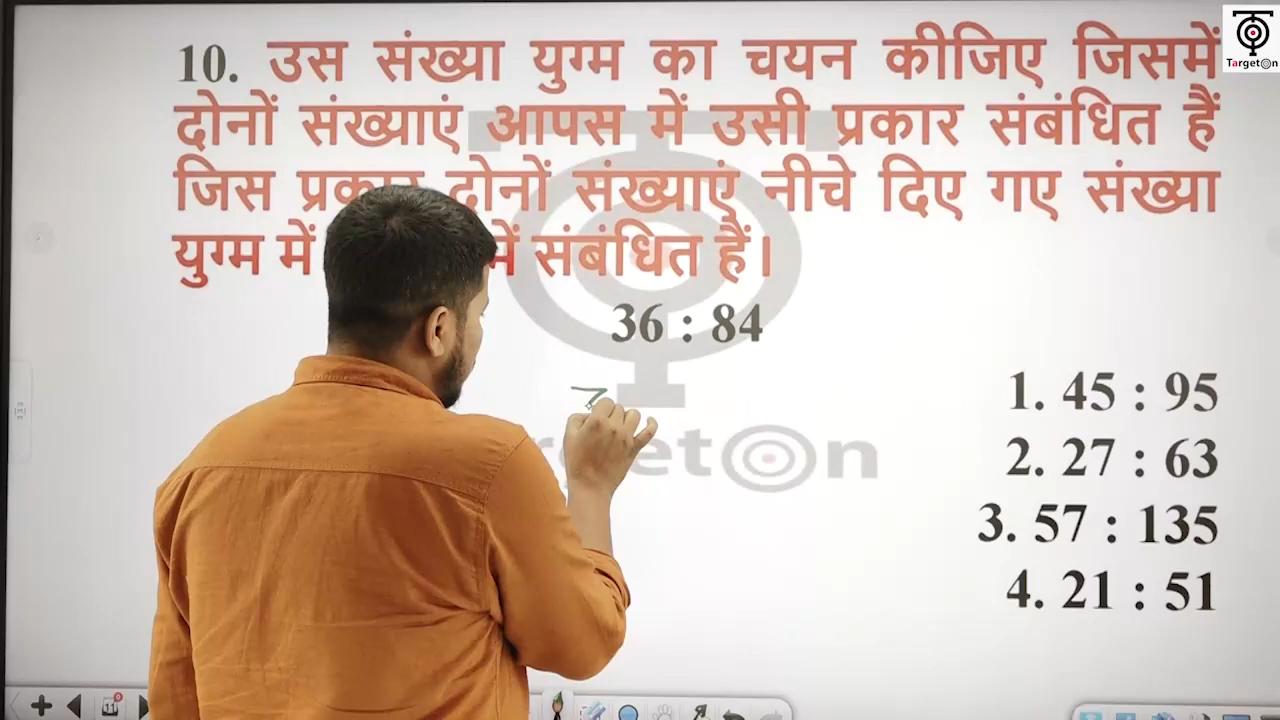 TargetOn
10. उस संख्या युग्म का चयन कीजिए जिसमें
दोनों संख्याएं आपस में उसी प्रकार संबंधित हैं
जिस दोनों संख्याएं नीचे दिए गए संख्या
युग्म में संबंधित हैं।
36 : 84
1. 45 : 95
2. 27 : 63
3. 57 : 135
4. 21 : 51